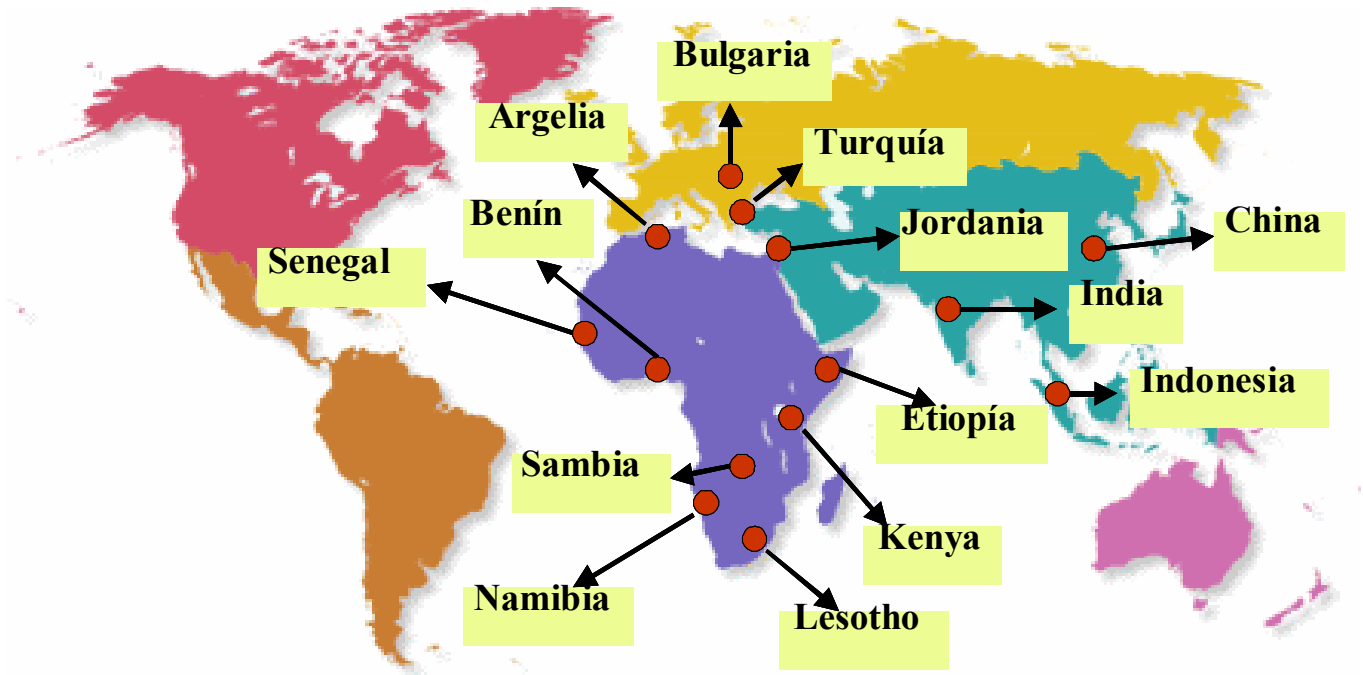 Bulgaria
Argelia
Turquía
Benín
Jordania
China
Senegal
India
Indonesia
Etiopía
Sambia
Kenya
Namibia
Lesotho